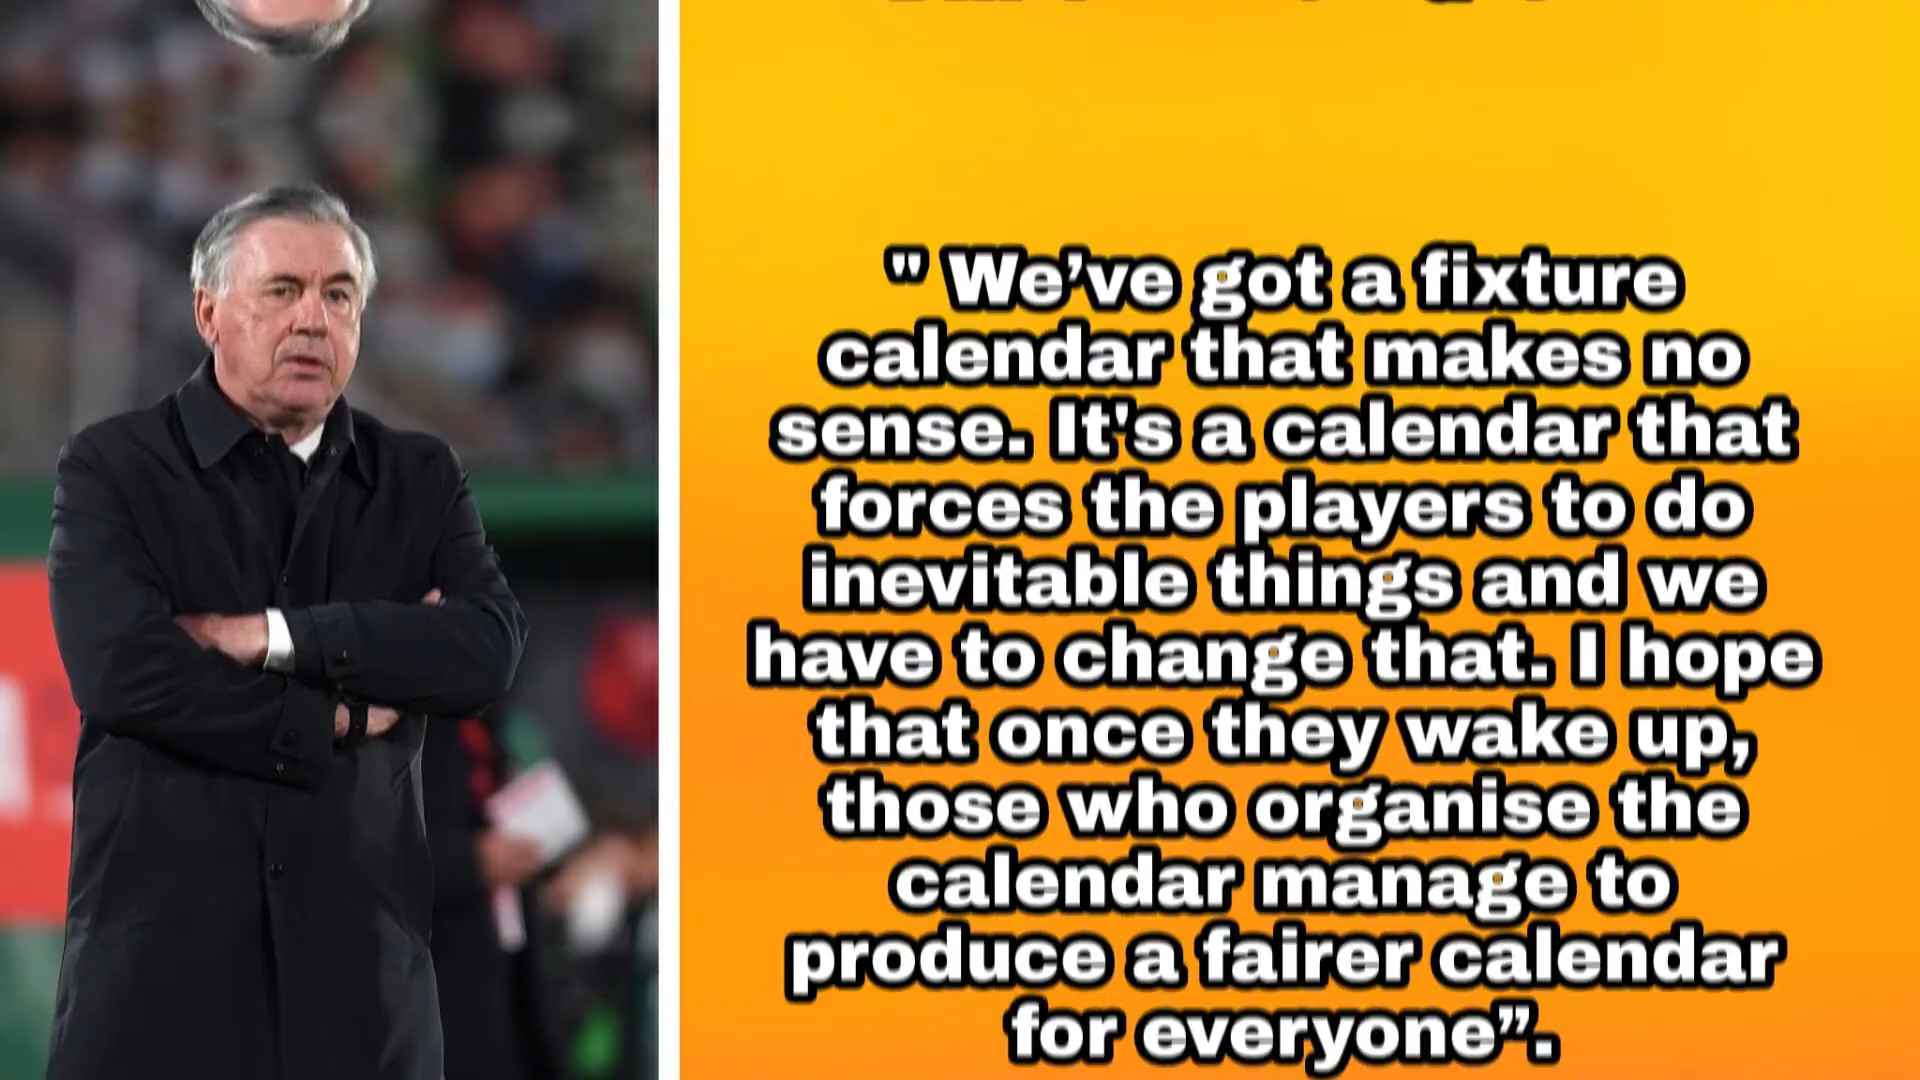 " We’ve got a fixture
calendar that makes no
sense. It's a calendar that
forces the players to do
inevitable things and we
have to change that. I hope
that once they wake up,
those who organise the
calendar manage to
produce a fairer calendar
for everyone”.